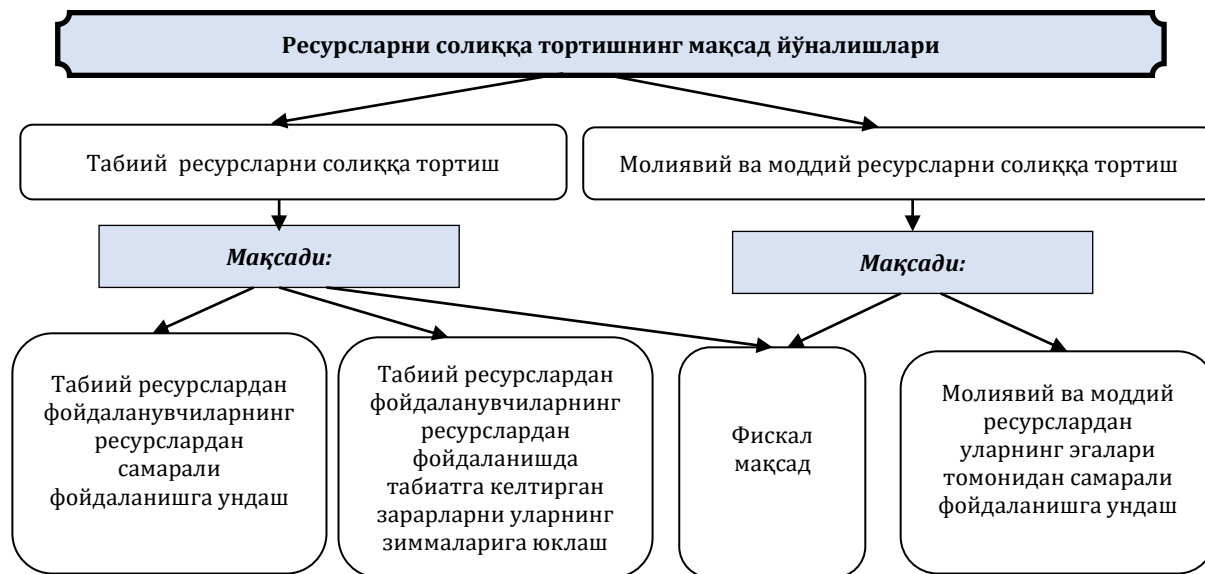 Ресурсларни солиққа тортишнинг мақсад йўналишлари
Табиий ресурсларни солиққа тортиш
Молиявий ва моддий ресурсларни солиққа тортиш
Мақсади:
Мақсади:
Табиий ресурслардан
фойдаланувчиларнинг
ресурслардан
самарали
фойдаланишга ундаш
Табиий ресурслардан
фойдаланувчиларнинг
ресурслардан
фойдаланишда
табиатга келтирган
зарарларни уларнинг
зиммаларига юклаш
Фискал
мақсад
Молиявий ва моддий
ресурслардан
уларнинг эгалари
томонидан самарали
фойдаланишга ундаш